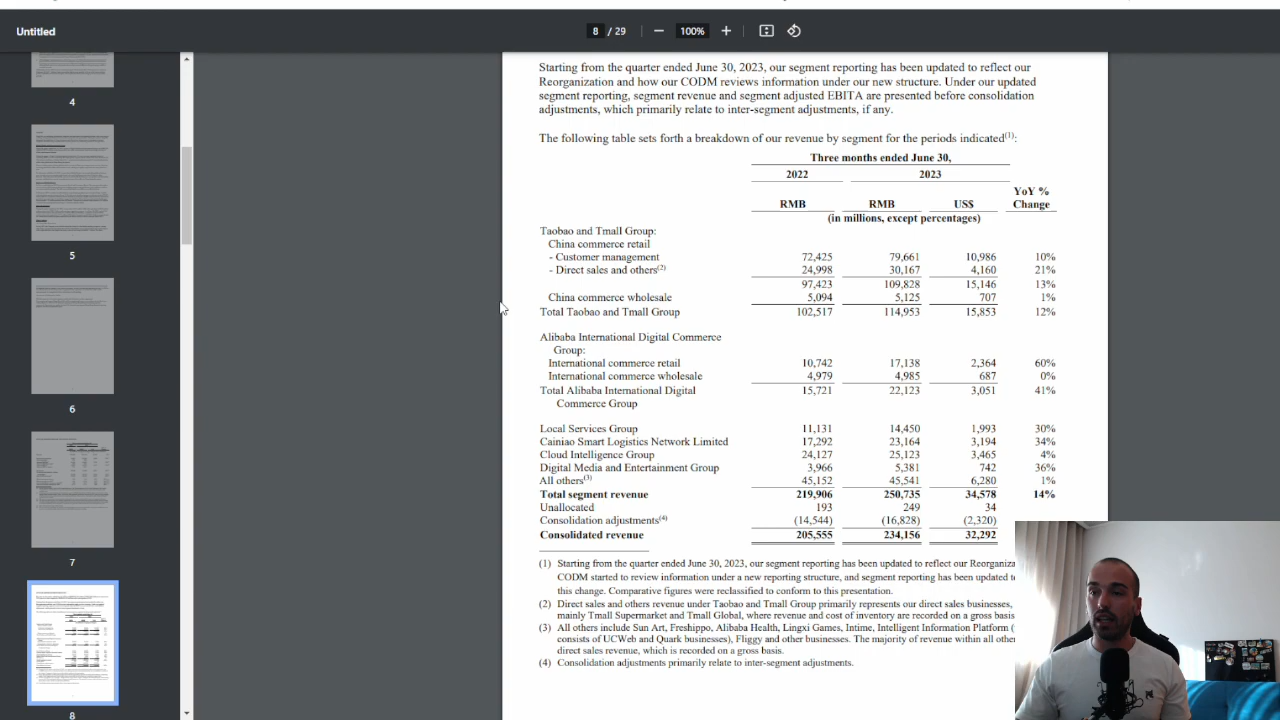 Untitled
8 / 29
100%
4
5
6
7
8
Starting from the quarter ended June 30, 2023, our segment reporting has been updated to reflect our
Reorganization and how our CODM reviews information under our new structure. Under our updated
segment reporting, segment revenue and segment adjusted EBITA are presented before consolidation
adjustments, which primarily relate to inter-segment adjustments, if any.
The following table sets forth a breakdown of our revenue by segment for the periods indicated(1):
Three months ended June 30,
2022 2023
YoY %
RMB RMB US$ Change
(in millions, except percentages)
Taobao and Tmall Group:
China commerce retail
- Customer management 72,425 79,661 10,986 10%
- Direct sales and others(2) 24,998 30,167 4,160 21%
97,423 109,828 15,146 13%
China commerce wholesale 5,094 5,125 707 1%
Total Taobao and Tmall Group 102,517 114,953 15,853 12%
Alibaba International Digital Commerce
Group:
International commerce retail 10,742 17,138 2,364 60%
International commerce wholesale 4,979 4,985 687 0%
Total Alibaba International Digital 15,721 22,123 3,051 41%
Commerce Group
Local Services Group 11,131 14,450 1,993 30%
Cainiao Smart Logistics Network Limited 17,292 23,164 3,194 34%
Cloud Intelligence Group 24,127 25,123 3,465 4%
Digital Media and Entertainment Group 3,966 5,381 742 36%
All others(3) 45,152 45,541 6,280 1%
Total segment revenue 219,906 250,735 34,578 14%
Unallocated 193 249 34
Consolidation adjustments(4) (14,544) (16,828) (2,320)
Consolidated revenue 205,555 234,156 32,292
(1) Starting from the quarter ended June 30, 2023, our segment reporting has been updated to reflect our Reorganiza
CODM started to review information under a new reporting structure, and segment reporting has been updated t
this change. Comparative figures were reclassified to conform to this presentation.
(2) Direct sales and others revenue under Taobao and Tmall Group primarily represents our direct sales businesses,
mainly Tmall Supermarket and Tmall Global, where revenue and cost of inventory are recorded on a gross basis
(3) All others include Sun Art, Freshippo, Alibaba Health, Lingxi Games, Intime, Intelligent Information Platform (
consists of UCWeb and Quark businesses), Fliggy and other businesses. The majority of revenue within all othe
direct sales revenue, which is recorded on a gross basis.
(4) Consolidation adjustments primarily relate to inter-segment adjustments.